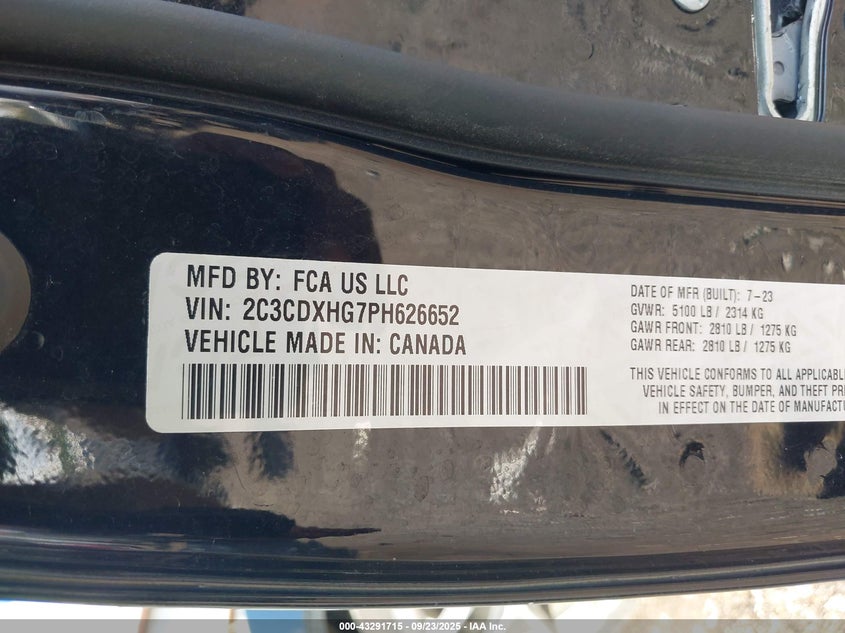 MFD BY: FCA US LLC
VIN: 2C3CDXHG7PH626652
VEHICLE MADE IN: CANADA
DATE OF MFR (BUILT): 7-23
GVWR: 5100 LB / 2314 KG
GAWR FRONT: 2810 LB / 1275 KG
GAWR REAR: 2810 LB / 1275 KG
THIS VEHICLE CONFORMS TO ALL APPLICABL
VEHICLE SAFETY, BUMPER, AND THEFT PR
IN EFFECT ON THE DATE OF MANUFACTU
000-43291715 - 09/23/2025 - IAA Inc.